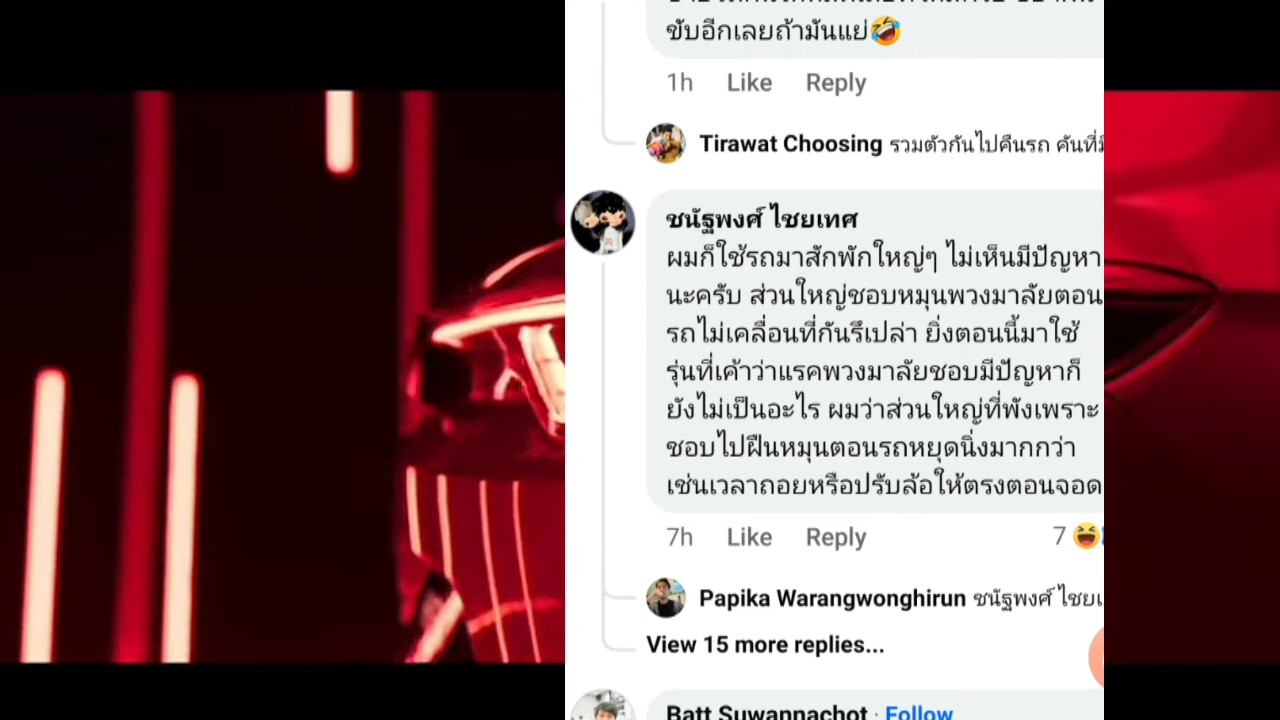 ขับอีกเลยถ้ามันแย่🤣
1h Like Reply
Tirawat Choosing รวมตัวกันไปคืนรถ คันที่มี
ชนัฐพงศ์ ไชยเทศ
ผมก็ใช้รถมาสักพักใหญ่ๆ ไม่เห็นมีปัญหา
นะครับ ส่วนใหญ่ชอบหมุนพวงมาลัยตอน
รถไม่เคลื่อนที่กันรึเปล่า ยิ่งตอนนี้มาใช้
รุ่นที่เค้าว่าแรคพวงมาลัยชอบมีปัญหาก็
ยังไม่เป็นอะไร ผมว่าส่วนใหญ่ที่พังเพราะ
ชอบไปฝืนหมุนตอนรถหยุดนิ่งมากกว่า
เช่นเวลาถอยหรือปรับล้อให้ตรงตอนจอด
7h Like Reply 7 😆
Papika Warangwonghirun ชนัฐพงศ์ ไชยเ
View 15 more replies...
Batt Suwannachot · Follow